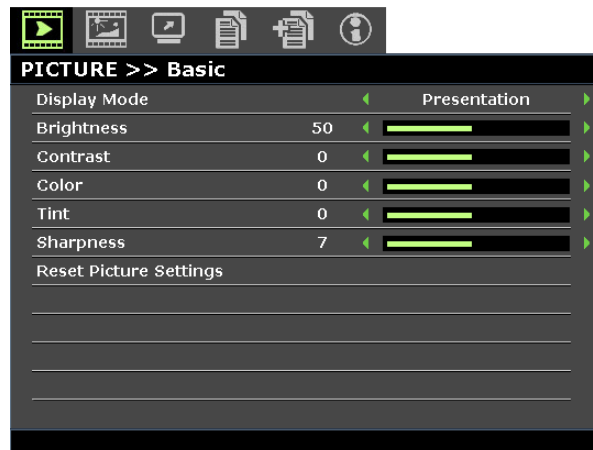 PICTURE >> Basic
Display Mode Presentation
Brightness 50
Contrast 0
Color 0
Tint 0
Sharpness 7
Reset Picture Settings